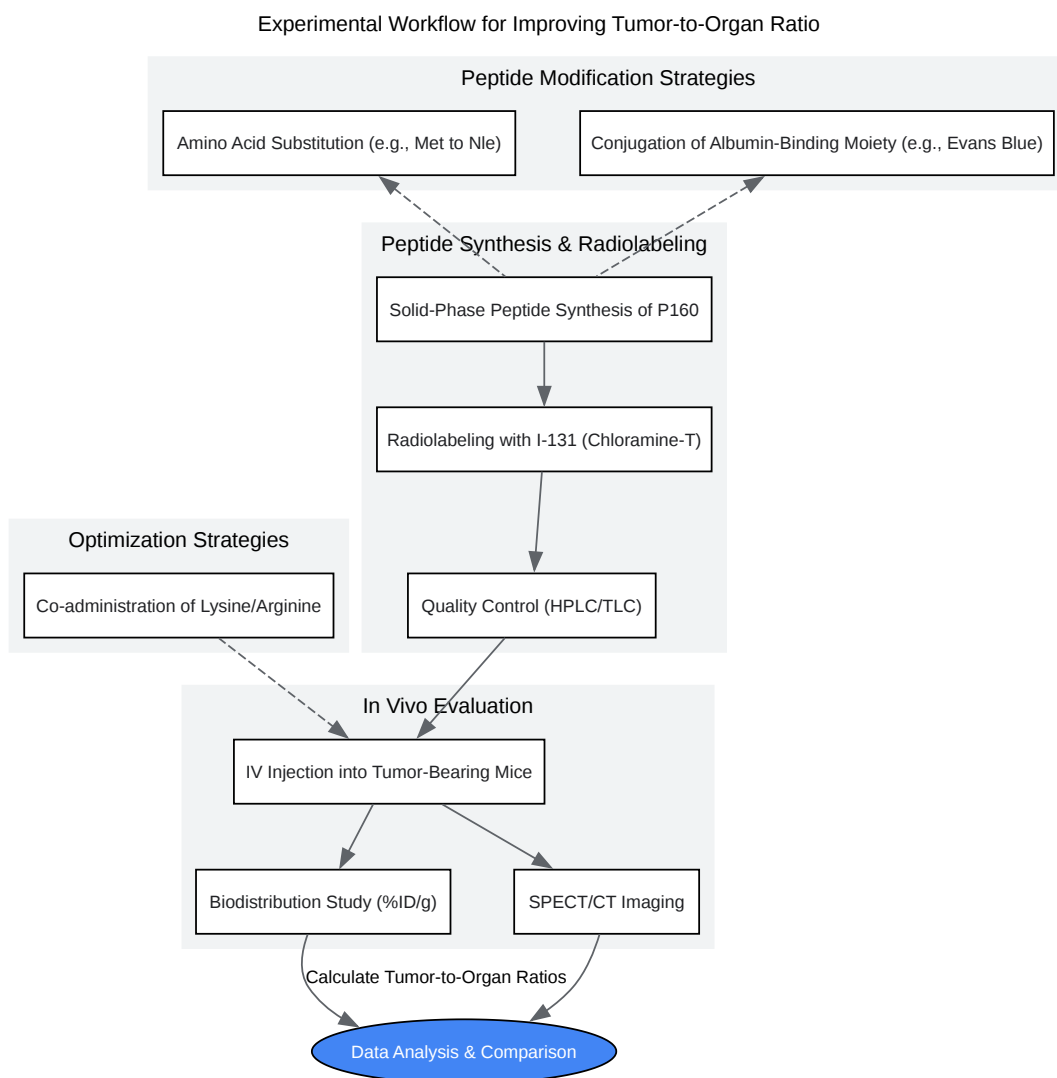 Experimental Workflow for Improving Tumor-to-Organ Ratio
Peptide Modification Strategies
Amino Acid Substitution (e.g., Met to Nle)
Conjugation of Albumin-Binding Moiety (e.g., Evans Blue)
Peptide Synthesis & Radiolabeling
Solid-Phase Peptide Synthesis of P160
Radiolabeling with I-131 (Chloramine-T)
Optimization Strategies
Co-administration of Lysine/Arginine
Quality Control (HPLC/TLC)
In Vivo Evaluation
IV Injection into Tumor-Bearing Mice
Biodistribution Study (%ID/g)
SPECT/CT Imaging
Calculate Tumor-to-Organ Ratios
Data Analysis & Comparison